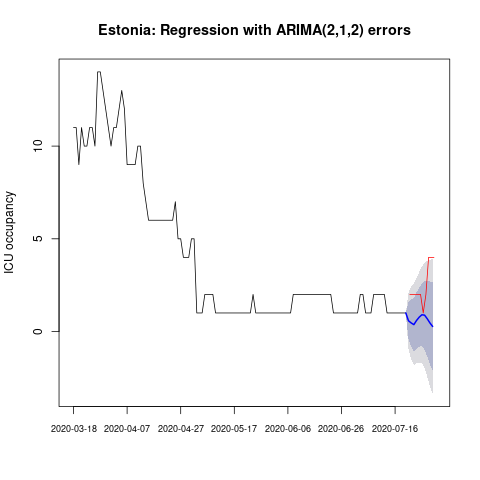 Estonia: Regression with ARIMA(2,1,2) errors
ICU occupancy
10
5
0
2020-03-18 2020-04-07 2020-04-27 2020-05-17 2020-06-06 2020-06-26 2020-07-16